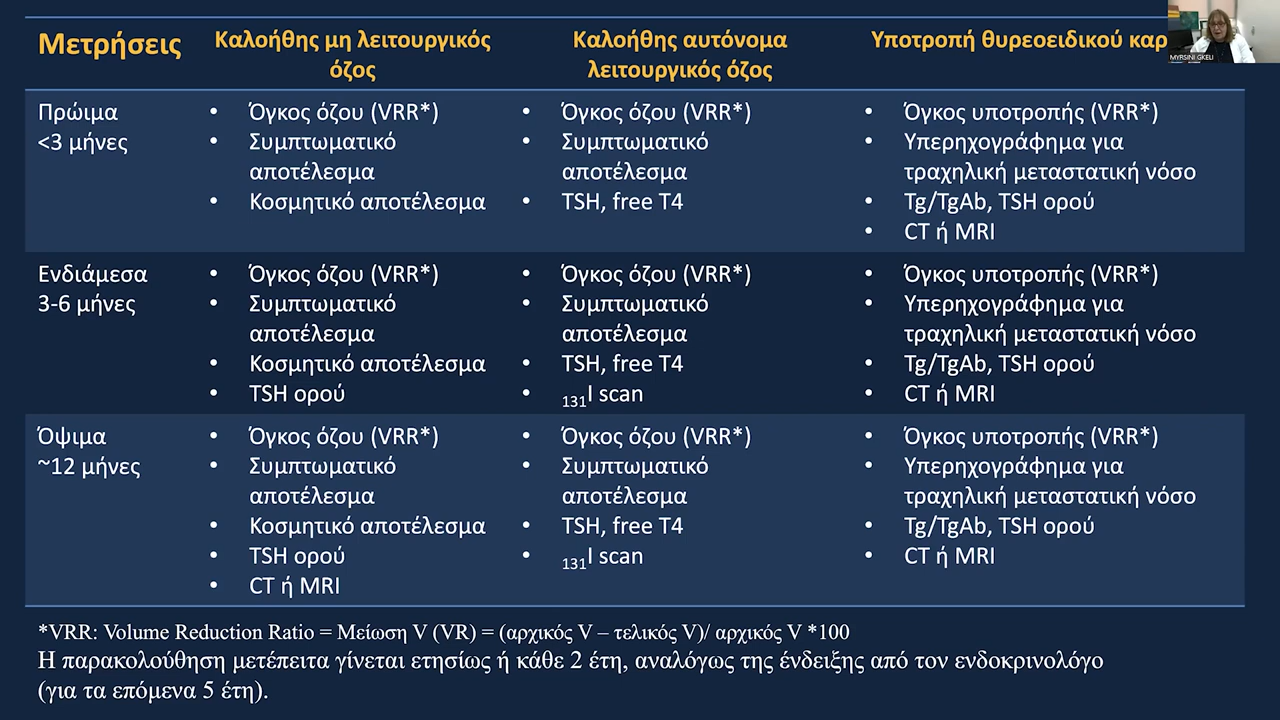 Μετρήσεις
Καλοήθης μη λειτουργικός
όζος
Καλοήθης αυτόνομα
λειτουργικός όζος
Υποτροπή θυρεοειδικού
MYRSINI GKELI
Πρώιμα
<3 μήνες
• Όγκος όζου (VRR*)
• Συμπτωματικό
αποτέλεσμα
• Κοσμητικό αποτέλεσμα
• Όγκος όζου (VRR*)
• Συμπτωματικό
αποτέλεσμα
• TSH, free T4
• Όγκος υποτροπής (VRR*)
• Υπερηχογράφημα για
τραχηλική μεταστατική νόσο
• Tg/TgAb, TSH ορού
• CT ή MRI
Ενδιάμεσα
3-6 μήνες
• Όγκος όζου (VRR*)
• Συμπτωματικό
αποτέλεσμα
• Κοσμητικό αποτέλεσμα
• TSH ορού
• Όγκος όζου (VRR*)
• Συμπτωματικό
αποτέλεσμα
• TSH, free T4
• 131I scan
• Όγκος υποτροπής (VRR*)
• Υπερηχογράφημα για
τραχηλική μεταστατική νόσο
• Tg/TgAb, TSH ορού
• CT ή MRI
Όψιμα
~12 μήνες
• Όγκος όζου (VRR*)
• Συμπτωματικό
αποτέλεσμα
• Κοσμητικό αποτέλεσμα
• TSH ορού
• CT ή MRI
• Όγκος όζου (VRR*)
• Συμπτωματικό
αποτέλεσμα
• TSH, free T4
• 131I scan
• Όγκος υποτροπής (VRR*)
• Υπερηχογράφημα για
τραχηλική μεταστατική νόσο
• Tg/TgAb, TSH ορού
• CT ή MRI
*VRR: Volume Reduction Ratio = Μείωση V (VR) = (αρχικός V – τελικός V)/ αρχικός V *100
Η παρακολούθηση μετέπειτα γίνεται ετησίως ή κάθε 2 έτη, αναλόγως της ένδειξης από τον ενδοκρινολόγο
(για τα επόμενα 5 έτη).